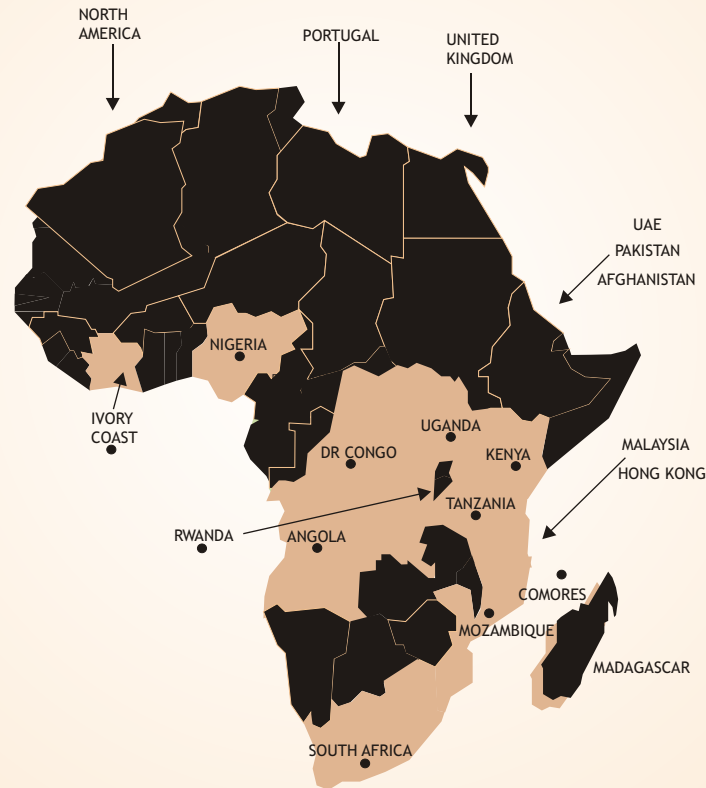 NORTH
AMERICA
PORTUGAL
UNITED
KINGDOM
UAE
PAKISTAN
AFGHANISTAN
NIGERIA
IVORY
COAST
UGANDA
DR CONGO
KENYA
MALAYSIA
HONG KONG
TANZANIA
RWANDA
ANGOLA
COMORES
MOZAMBIQUE
MADAGASCAR
SOUTH AFRICA